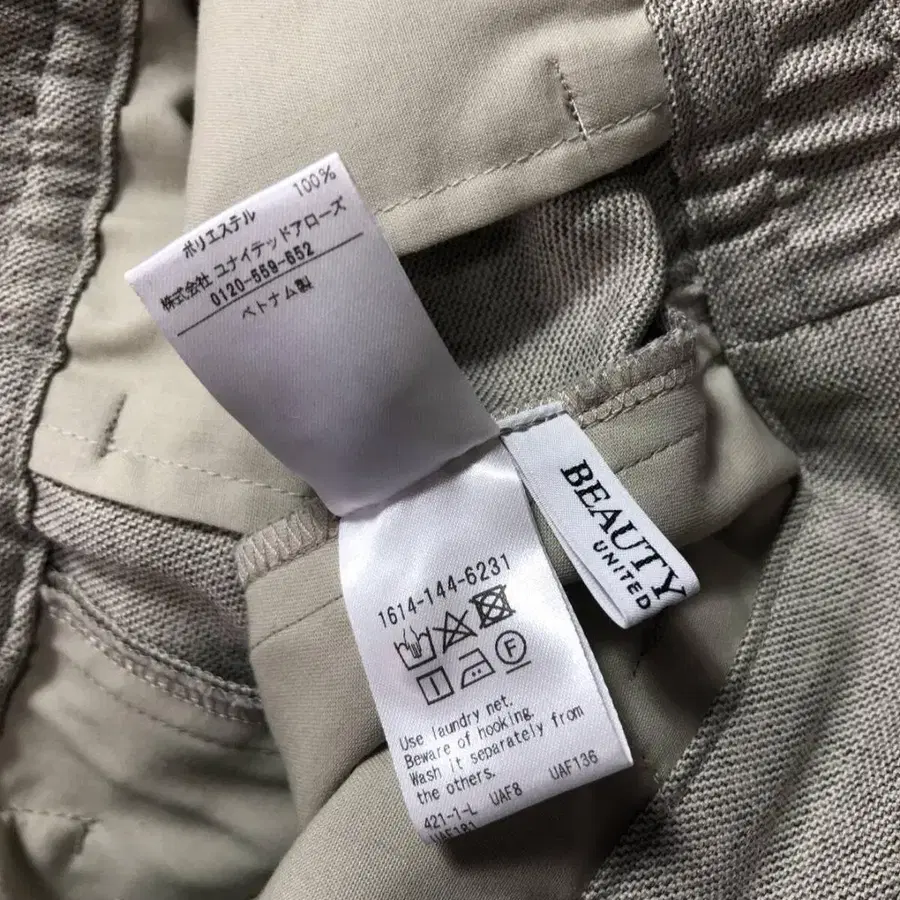 ポリエステル 100%
株式会社 ユナイテッドアローズ
0120-559-652
ベトナム製
BEAUTY
UNITED
1614-144-6231
Use laundry net.
Beware of hooking.
Wash it separately from
the others.
421-1-L UAF8 UAF136